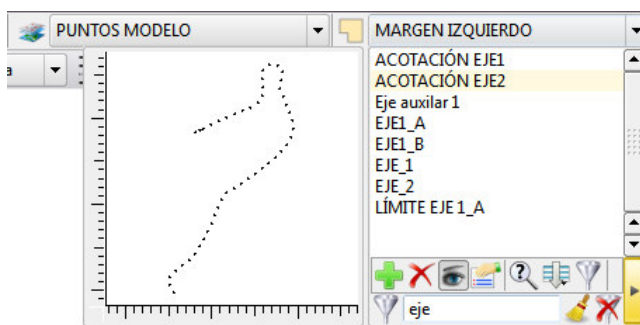 PUNTOS MODELO
MARGEN IZQUIERDO
a
ACOTACIÓN EJE1
ACOTACIÓN EJE2
Eje auxilar 1
EJE1_A
EJE1_B
EJE_1
EJE_2
LÍMITE EJE 1_A
eje